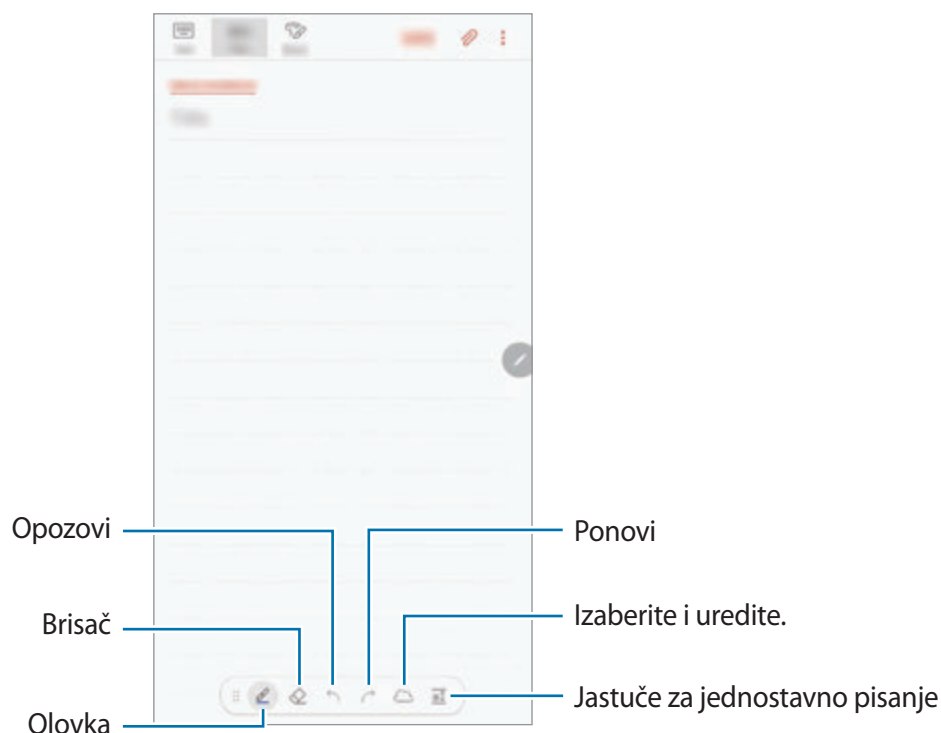 Opozovi
Ponovi
Izaberite i uredite.
Brisač
Jastuče za jednostavno pisanje
Olovka